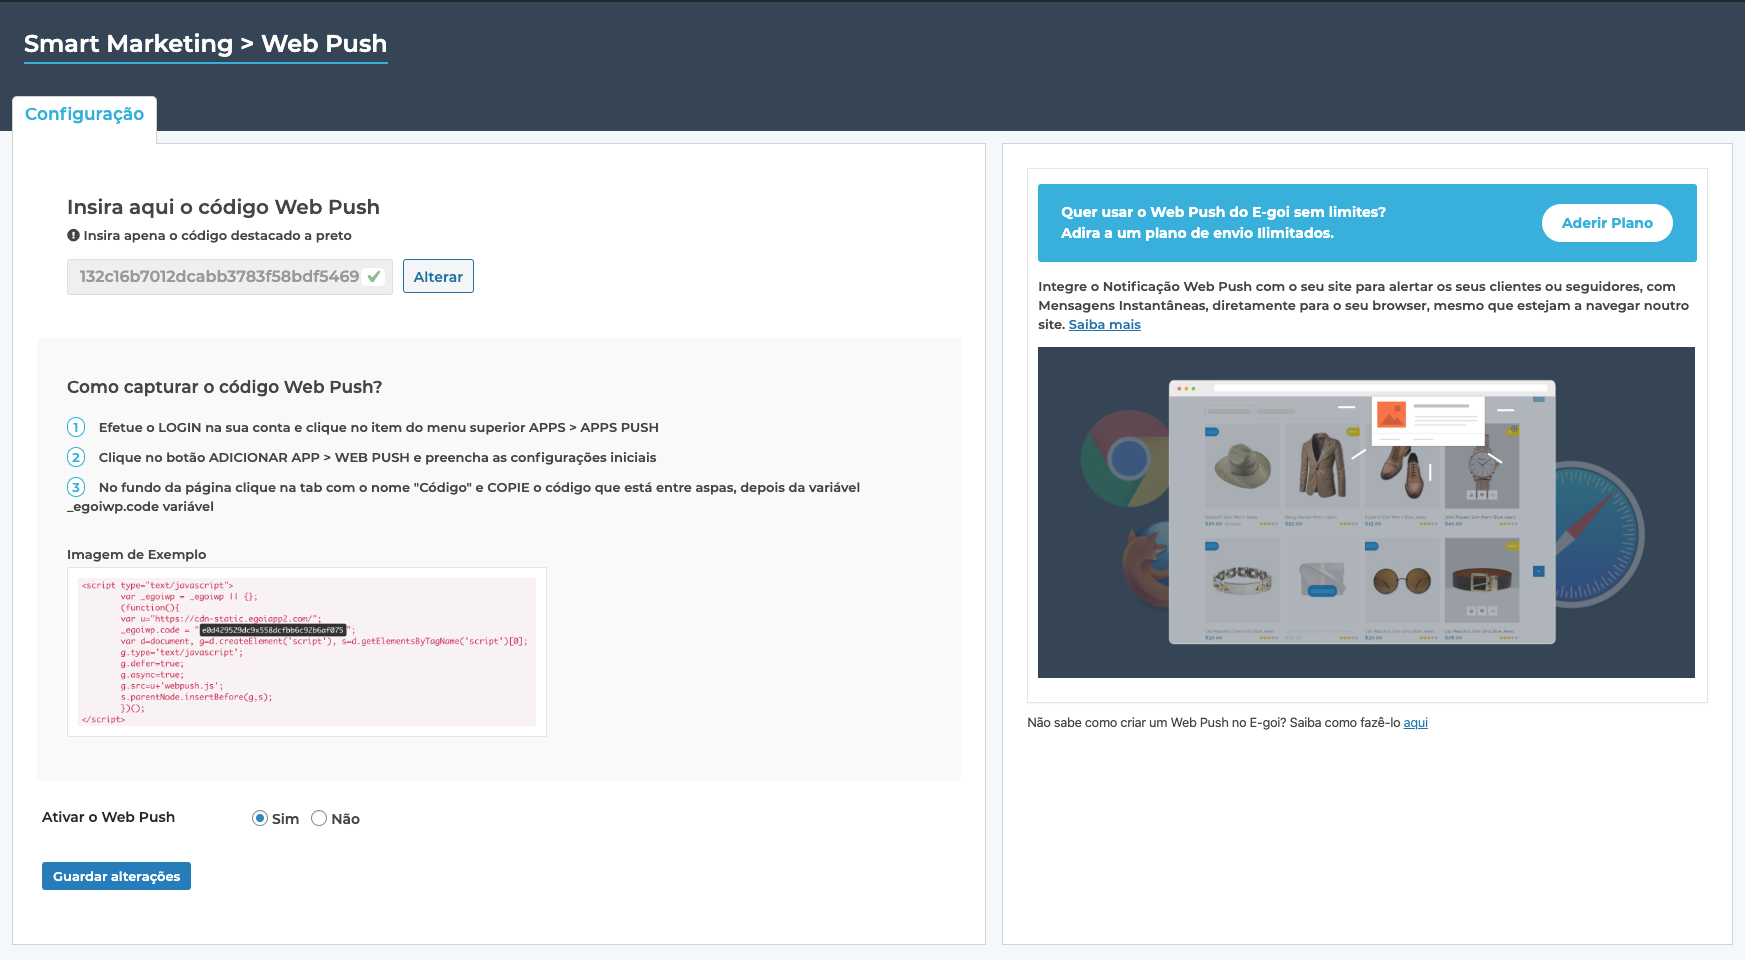 Smart Marketing > Web Push
Configuração
Insira aqui o código Web Push
Insira apena o código destacado a preto
132c16b7012dcabb3783f58bdf5469
Alterar
Como capturar o código Web Push?
1 Efetue o LOGIN na sua conta e clique no item do menu superior APPS > APPS PUSH
2 Clique no botão ADICIONAR APP > WEB PUSH e preencha as configurações iniciais
3 No fundo da página clique na tab com o nome "Código" e COPIE o código que está entre aspas, depois da variável
_egoiwp.code variável
Imagem de Exemplo
<script type="text/javascript">
var _egoiwp = _egoiwp || {};
(function(){
var u="https://cdn-static.egoiapp2.com/";
_egoiwp.code = "e0d429529dc9x558dcfbb6c92b6af075";
var d=document, g=d.createElement('script'), s=d.getElementsByTagName('script')[0];
g.type='text/javascript';
g.defer=true;
g.async=true;
g.src=u+'webpush.js';
s.parentNode.insertBefore(g,s);
})();
</script>
Ativar o Web Push
Sim Não
Guardar alterações
Quer usar o Web Push do E-goi sem limites?
Adira a um plano de envio Ilimitados.
Aderir Plano
Integre o Notificação Web Push com o seu site para alertar os seus clientes ou seguidores, com
Mensagens Instantâneas, diretamente para o seu browser, mesmo que estejam a navegar noutro
site. Saiba mais
Não sabe como criar um Web Push no E-goi? Saiba como fazê-lo aqui